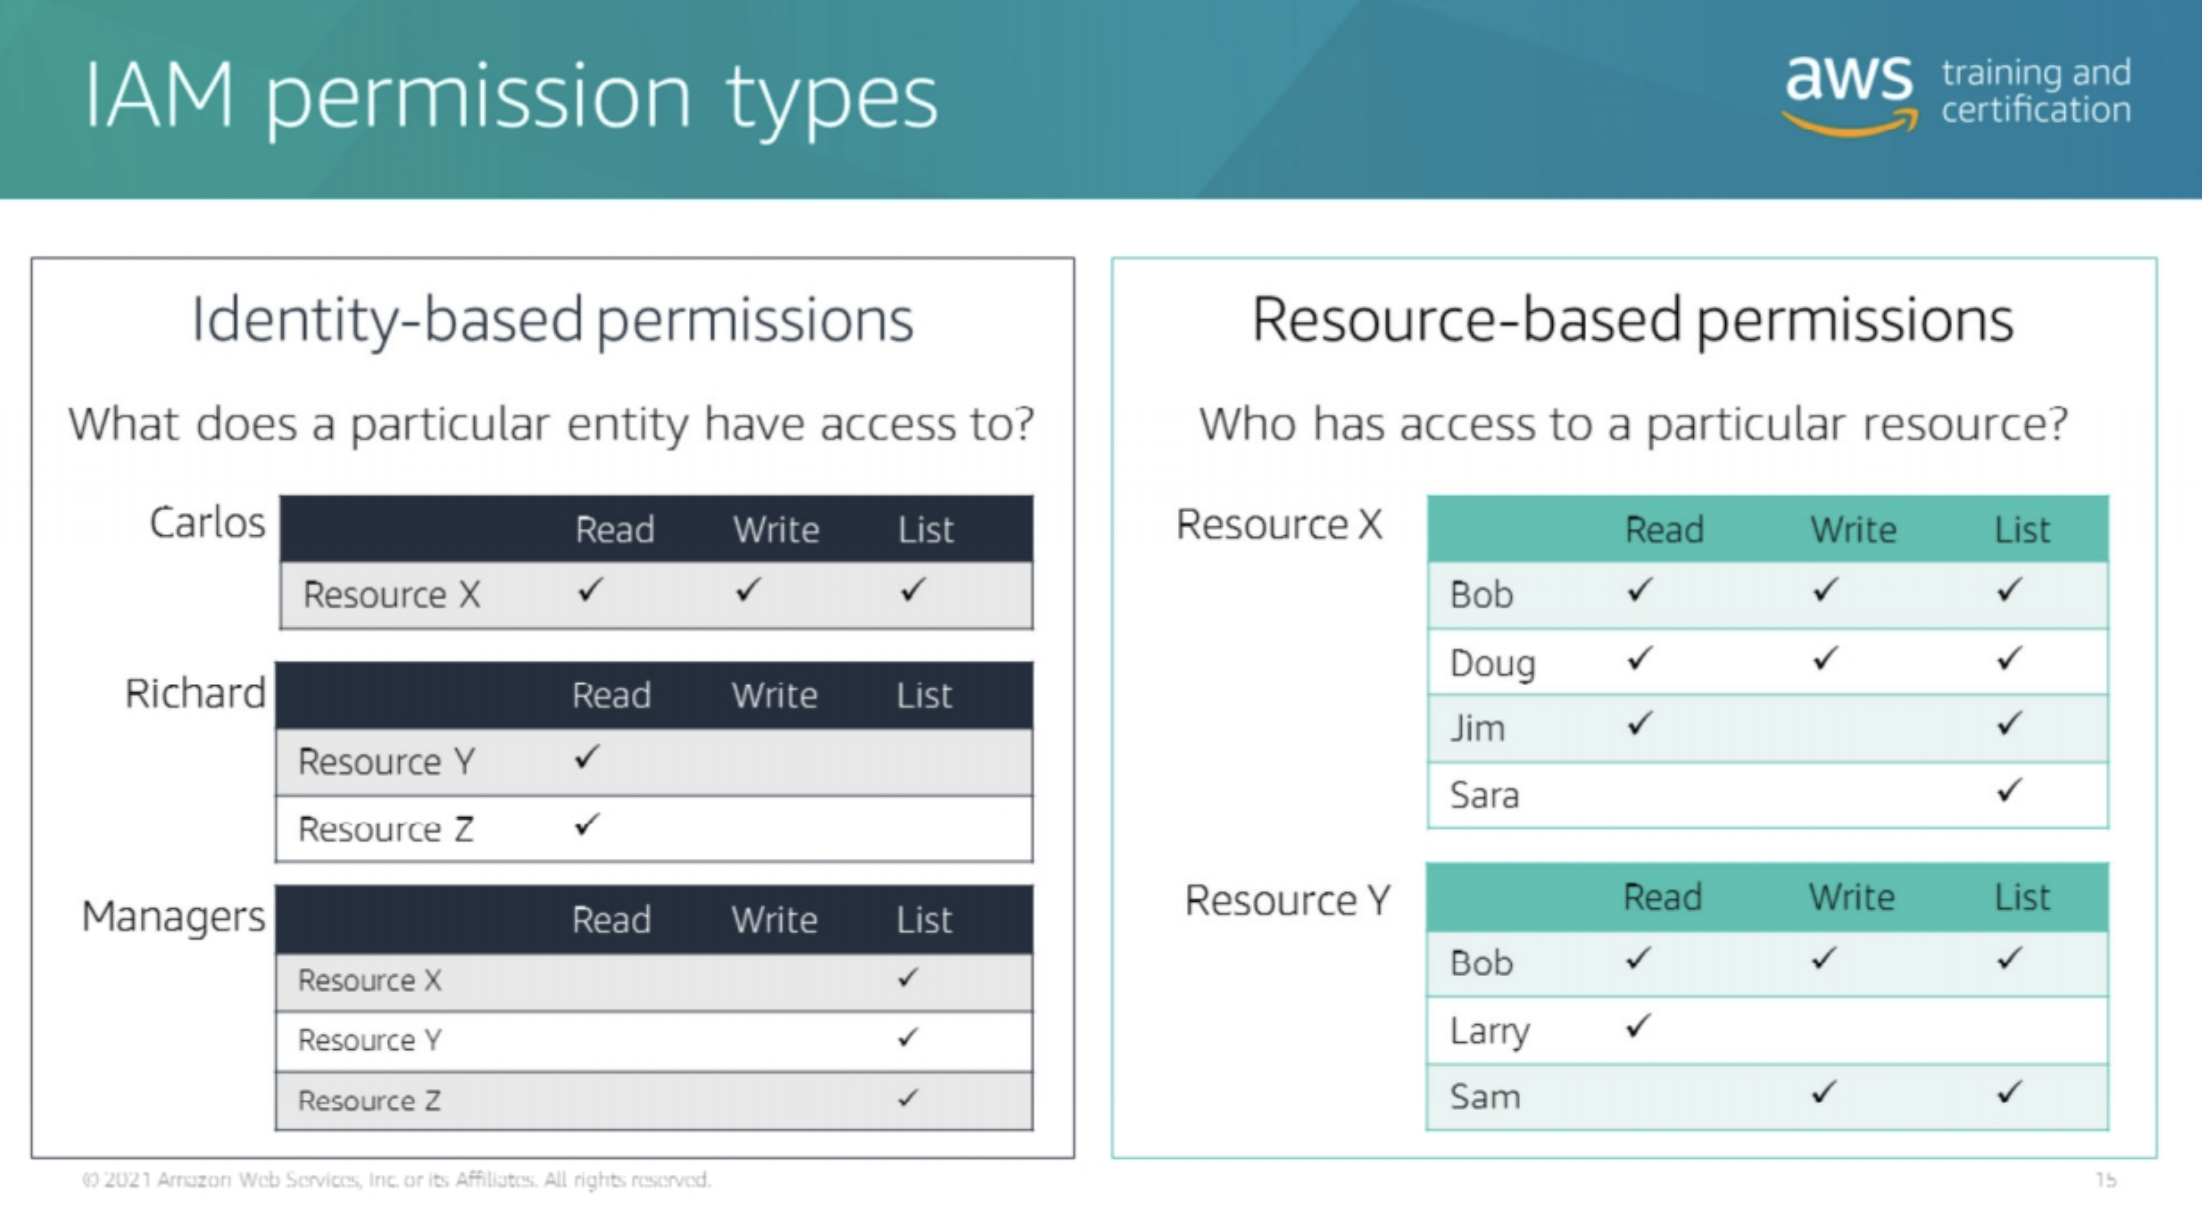 IAM permission types
aws training and
certification
Identity-based permissions
What does a particular entity have access to?
Carlos
Read Write List
Resource X ✓ ✓ ✓
Richard
Read Write List
Resource Y ✓
Resource Z ✓
Managers
Read Write List
Resource X ✓
Resource Y ✓
Resource Z ✓
Resource-based permissions
Who has access to a particular resource?
Resource X
Read Write List
Bob ✓ ✓ ✓
Doug ✓ ✓ ✓
Jim ✓ ✓
Sara ✓
Resource Y
Read Write List
Bob ✓ ✓ ✓
Larry ✓
Sam ✓ ✓
© 2021 Amazon Web Services, Inc. or its Affiliates. All rights reserved.
15